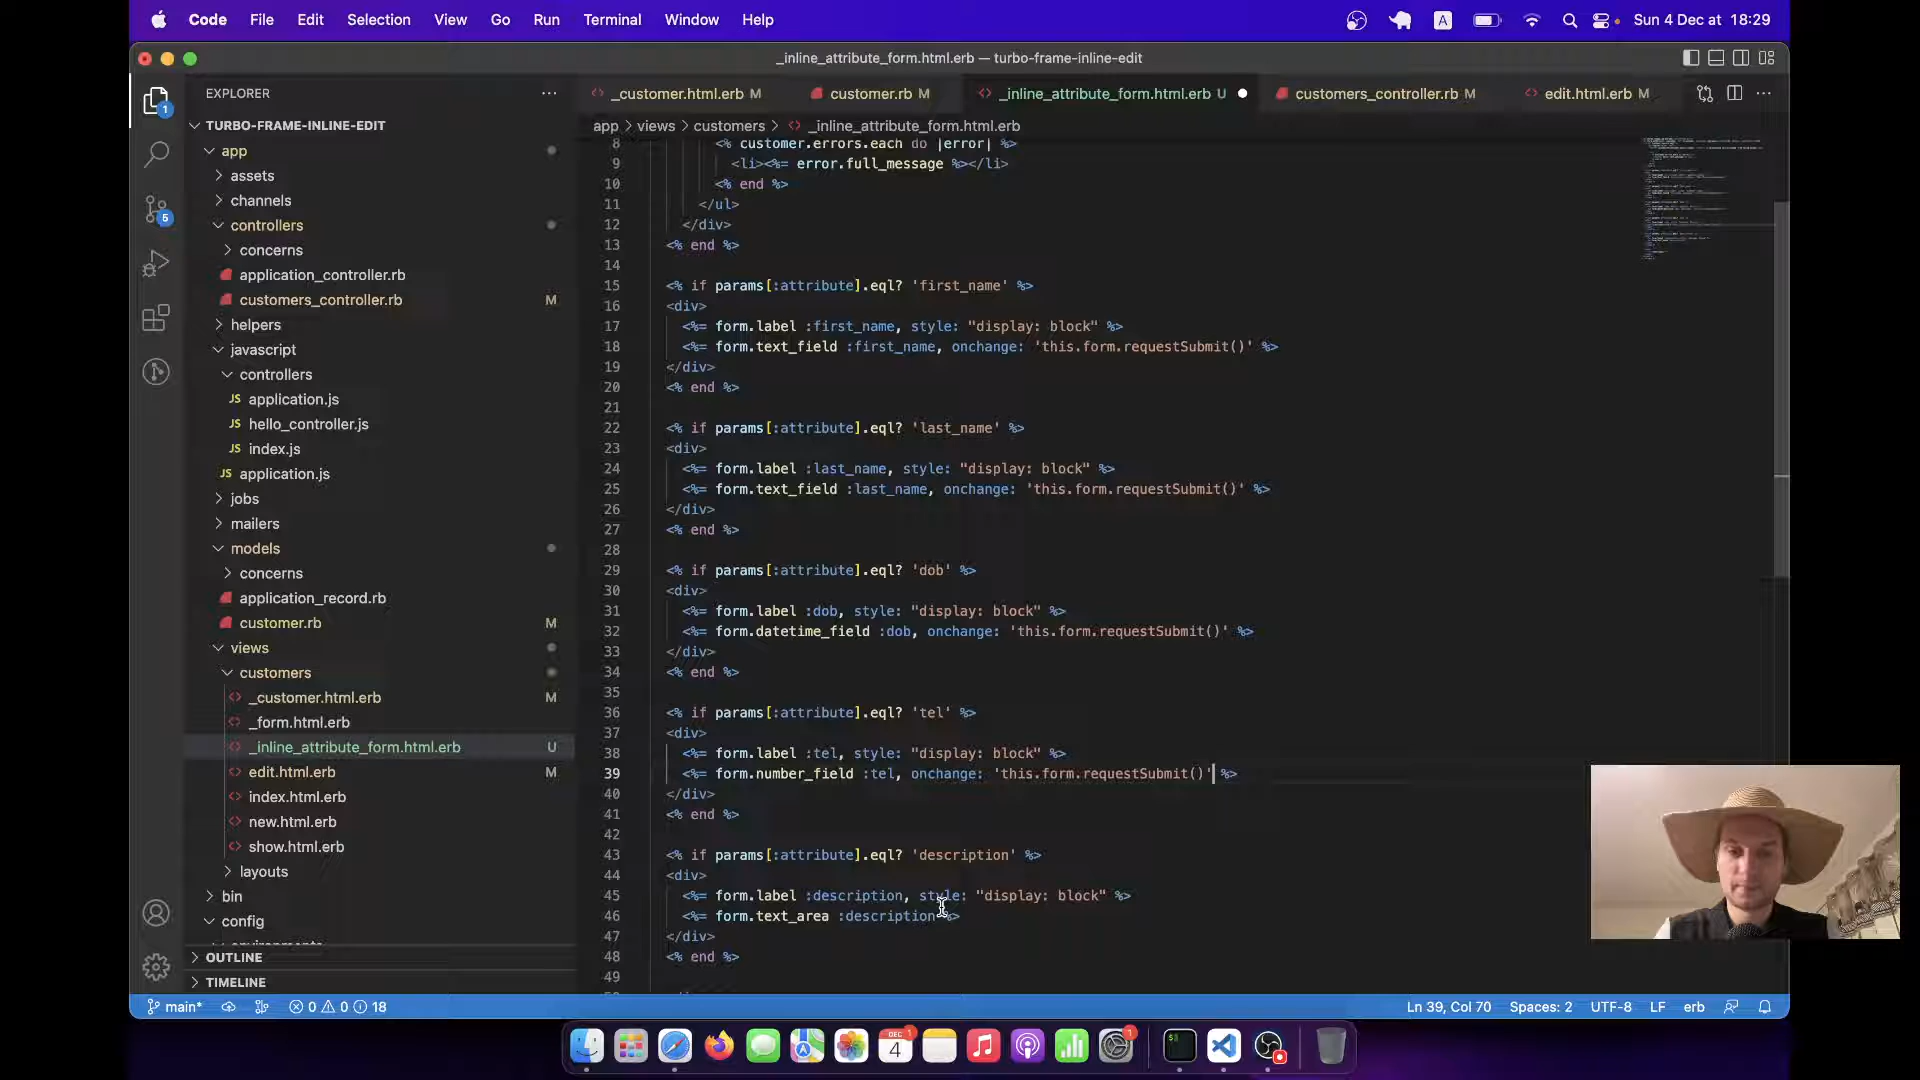 Code File Edit Selection View Go Run Terminal Window Help
A
Sun 4 Dec at 18:29
_inline_attribute_form.html.erb — turbo-frame-inline-edit
EXPLORER
_customer.html.erb M
customer.rb M
_inline_attribute_form.html.erb U
customers_controller.rb M
edit.html.erb M
1
5
TURBO-FRAME-INLINE-EDIT
app
assets
channels
controllers
concerns
application_controller.rb
customers_controller.rb M
helpers
javascript
controllers
JS application.js
JS hello_controller.js
JS index.js
JS application.js
jobs
mailers
models
concerns
application_record.rb
customer.rb M
views
customers
_customer.html.erb M
_form.html.erb
_inline_attribute_form.html.erb U
edit.html.erb M
index.html.erb
new.html.erb
show.html.erb
layouts
bin
config
environments
OUTLINE
TIMELINE
app > views > customers > _inline_attribute_form.html.erb
8 <% customer.errors.each do |error| %>
9 <li><%= error.full_message %></li>
10 <% end %>
11 </ul>
12 </div>
13 <% end %>
14
15 <% if params[:attribute].eql? 'first_name' %>
16 <div>
17 <%= form.label :first_name, style: "display: block" %>
18 <%= form.text_field :first_name, onchange: 'this.form.requestSubmit()' %>
19 </div>
20 <% end %>
21
22 <% if params[:attribute].eql? 'last_name' %>
23 <div>
24 <%= form.label :last_name, style: "display: block" %>
25 <%= form.text_field :last_name, onchange: 'this.form.requestSubmit()' %>
26 </div>
27 <% end %>
28
29 <% if params[:attribute].eql? 'dob' %>
30 <div>
31 <%= form.label :dob, style: "display: block" %>
32 <%= form.datetime_field :dob, onchange: 'this.form.requestSubmit()' %>
33 </div>
34 <% end %>
35
36 <% if params[:attribute].eql? 'tel' %>
37 <div>
38 <%= form.label :tel, style: "display: block" %>
39 <%= form.number_field :tel, onchange: 'this.form.requestSubmit()' %>
40 </div>
41 <% end %>
42
43 <% if params[:attribute].eql? 'description' %>
44 <div>
45 <%= form.label :description, style: "display: block" %>
46 <%= form.text_area :description %>
47 </div>
48 <% end %>
49
main* 0 0 18
Ln 39, Col 70 Spaces: 2 UTF-8 LF erb
DEC
4
1
1